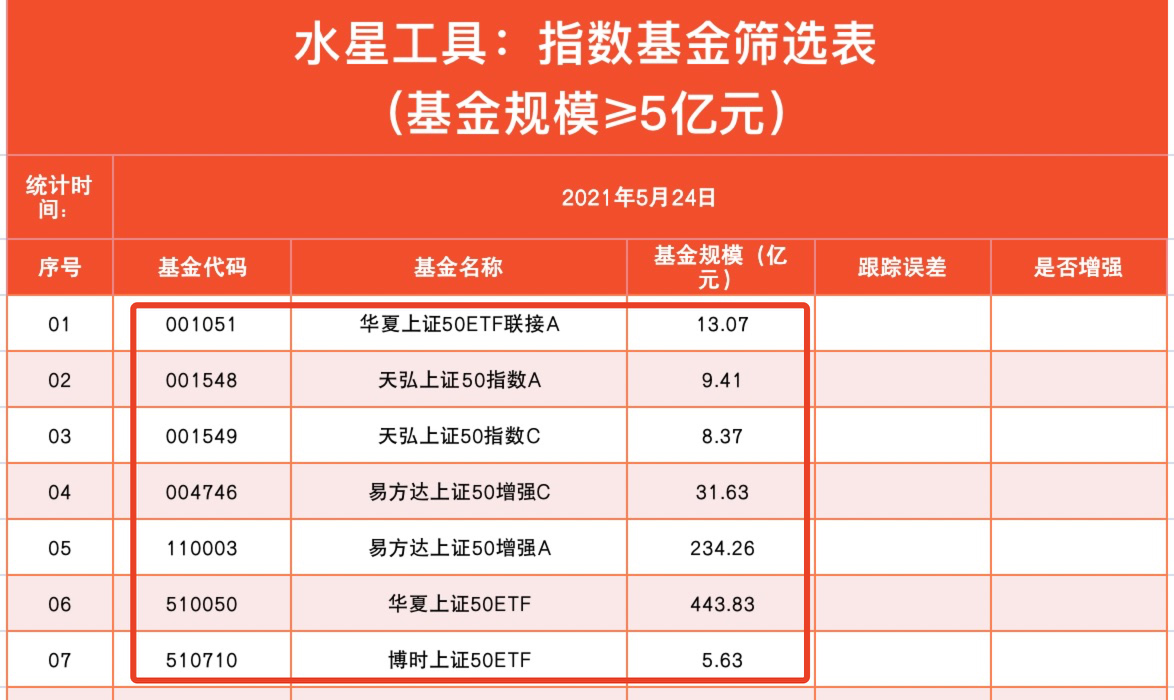 水星工具：指数基金筛选表
（基金规模≥5亿元）
统计时间： 2021年5月24日
序号 基金代码 基金名称 基金规模（亿元） 跟踪误差 是否增强
01 001051 华夏上证50ETF联接A 13.07
02 001548 天弘上证50指数A 9.41
03 001549 天弘上证50指数C 8.37
04 004746 易方达上证50增强C 31.63
05 110003 易方达上证50增强A 234.26
06 510050 华夏上证50ETF 443.83
07 510710 博时上证50ETF 5.63